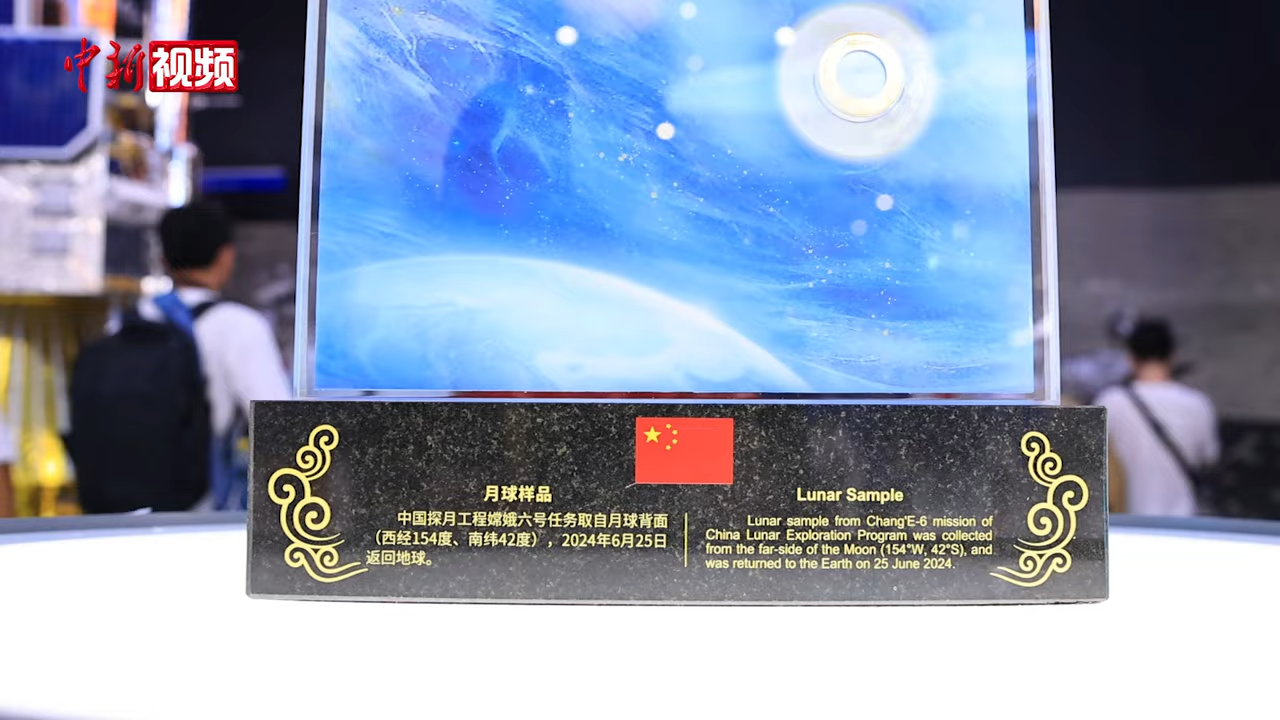 中新视频
月球样品
中国探月工程嫦娥六号任务取自月球背面
（西经154度、南纬42度），2024年6月25日
返回地球。
Lunar Sample
Lunar sample from Chang'E-6 mission of
China Lunar Exploration Program was collected
from the far-side of the Moon (154°W, 42°S), and
was returned to the Earth on 25 June 2024.